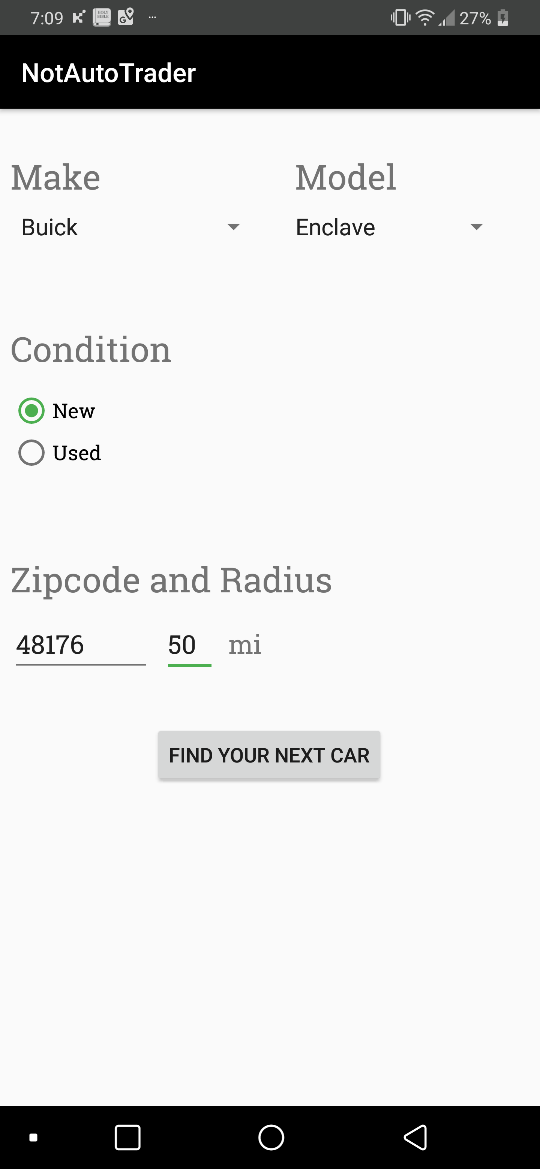 7:09 27%
NotAutoTrader
Make Model
Buick Enclave
Condition
New
Used
Zipcode and Radius
48176 50 mi
FIND YOUR NEXT CAR